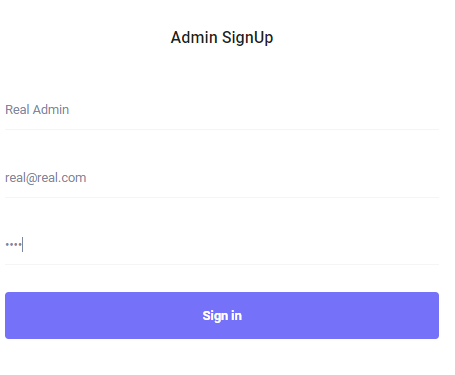 Admin SignUp
Real Admin
real@real.com
••••
Sign in